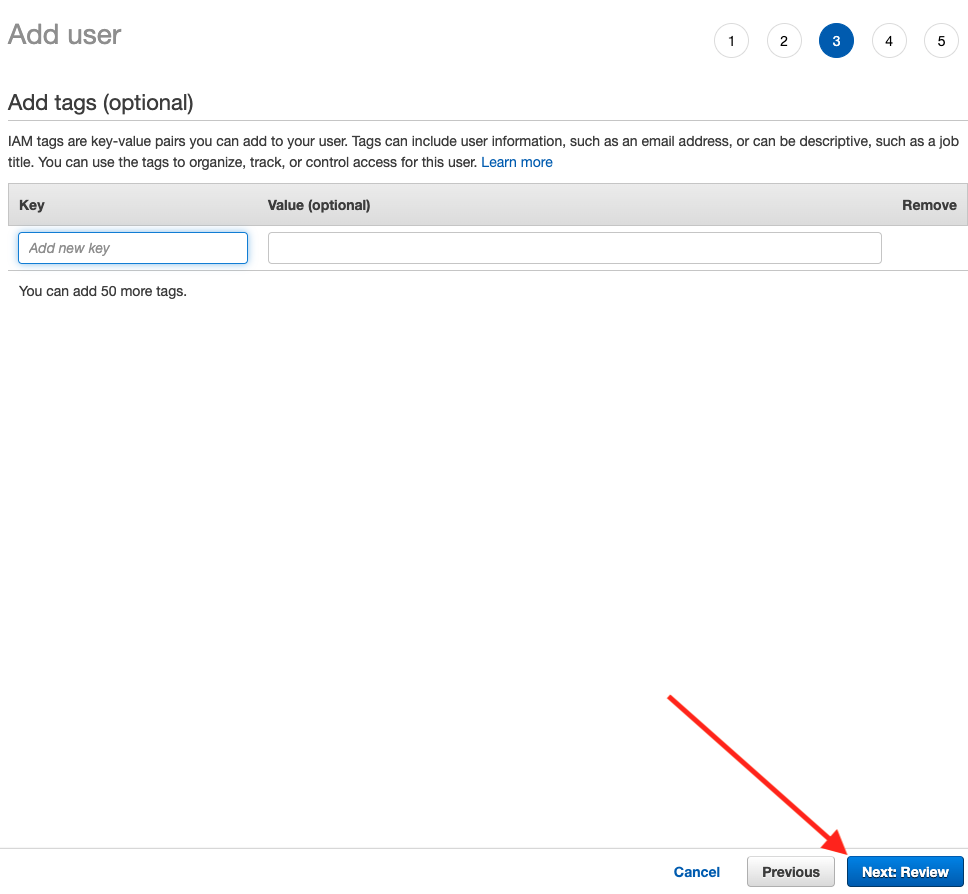 Add user
1 2 3 4 5
Add tags (optional)
IAM tags are key-value pairs you can add to your user. Tags can include user information, such as an email address, or can be descriptive, such as a job
title. You can use the tags to organize, track, or control access for this user. Learn more
Key Value (optional) Remove
Add new key
You can add 50 more tags.
Cancel Previous Next: Review